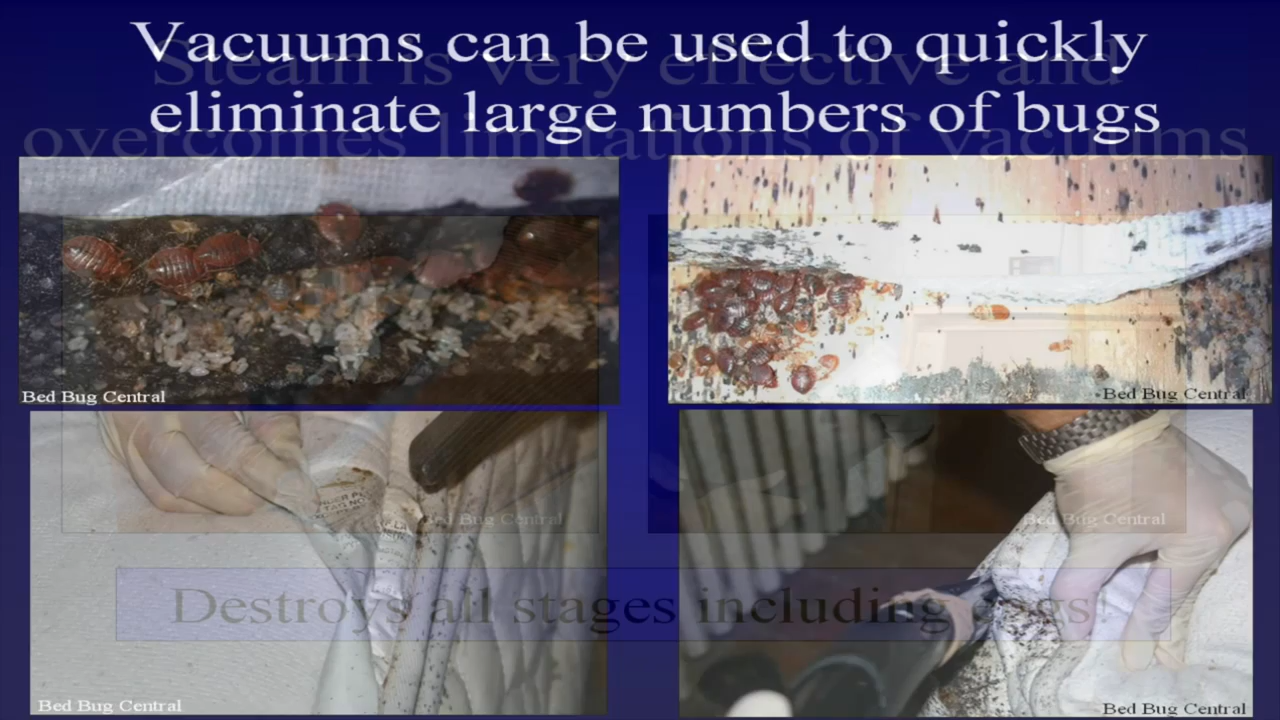 Vacuums can be used to quickly
eliminate large numbers of bugs
Steam is very effective and
overcomes limitations of vacuums
Bed Bug Central
Bed Bug Central
Bed Bug Central
Bed Bug Central
Destroys all stages including eggs!
Bed Bug Central
Bed Bug Central